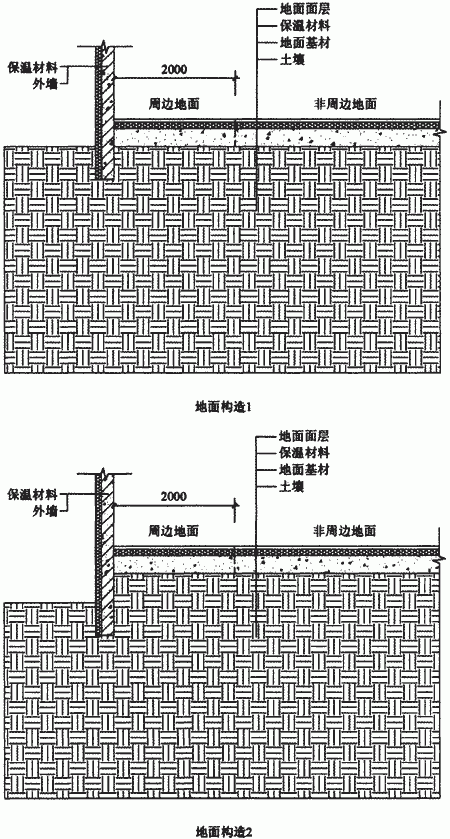 地面面层
保温材料
地面基材
土壤
保温材料
外墙
2000
周边地面
非周边地面
地面构造1
地面面层
保温材料
地面基材
土壤
保温材料
外墙
2000
周边地面
非周边地面
地面构造2